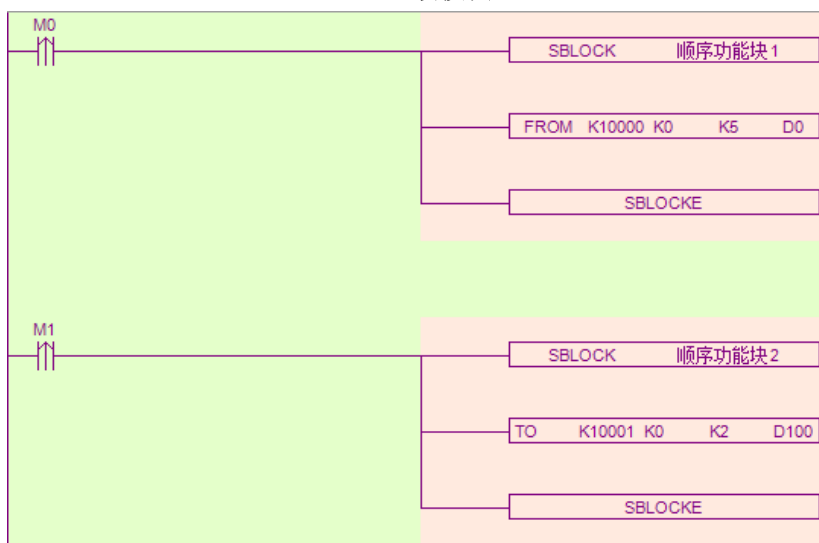 M0
SBLOCK 顺序功能块1
FROM K10000 K0 K5 D0
SBLOCKE
M1
SBLOCK 顺序功能块2
TO K10001 K0 K2 D100
SBLOCKE